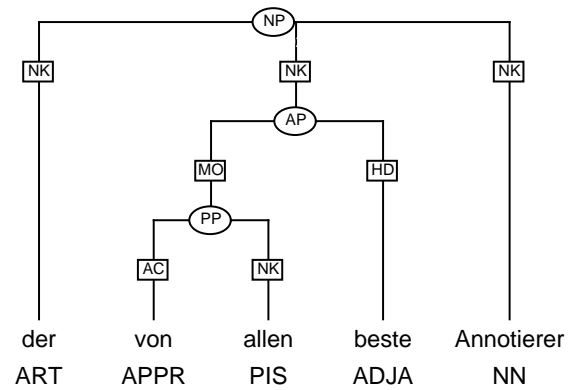 NP
NK NK NK
AP
MO HD
PP
AC NK
der von allen beste Annotierer
ART APPR PIS ADJA NN